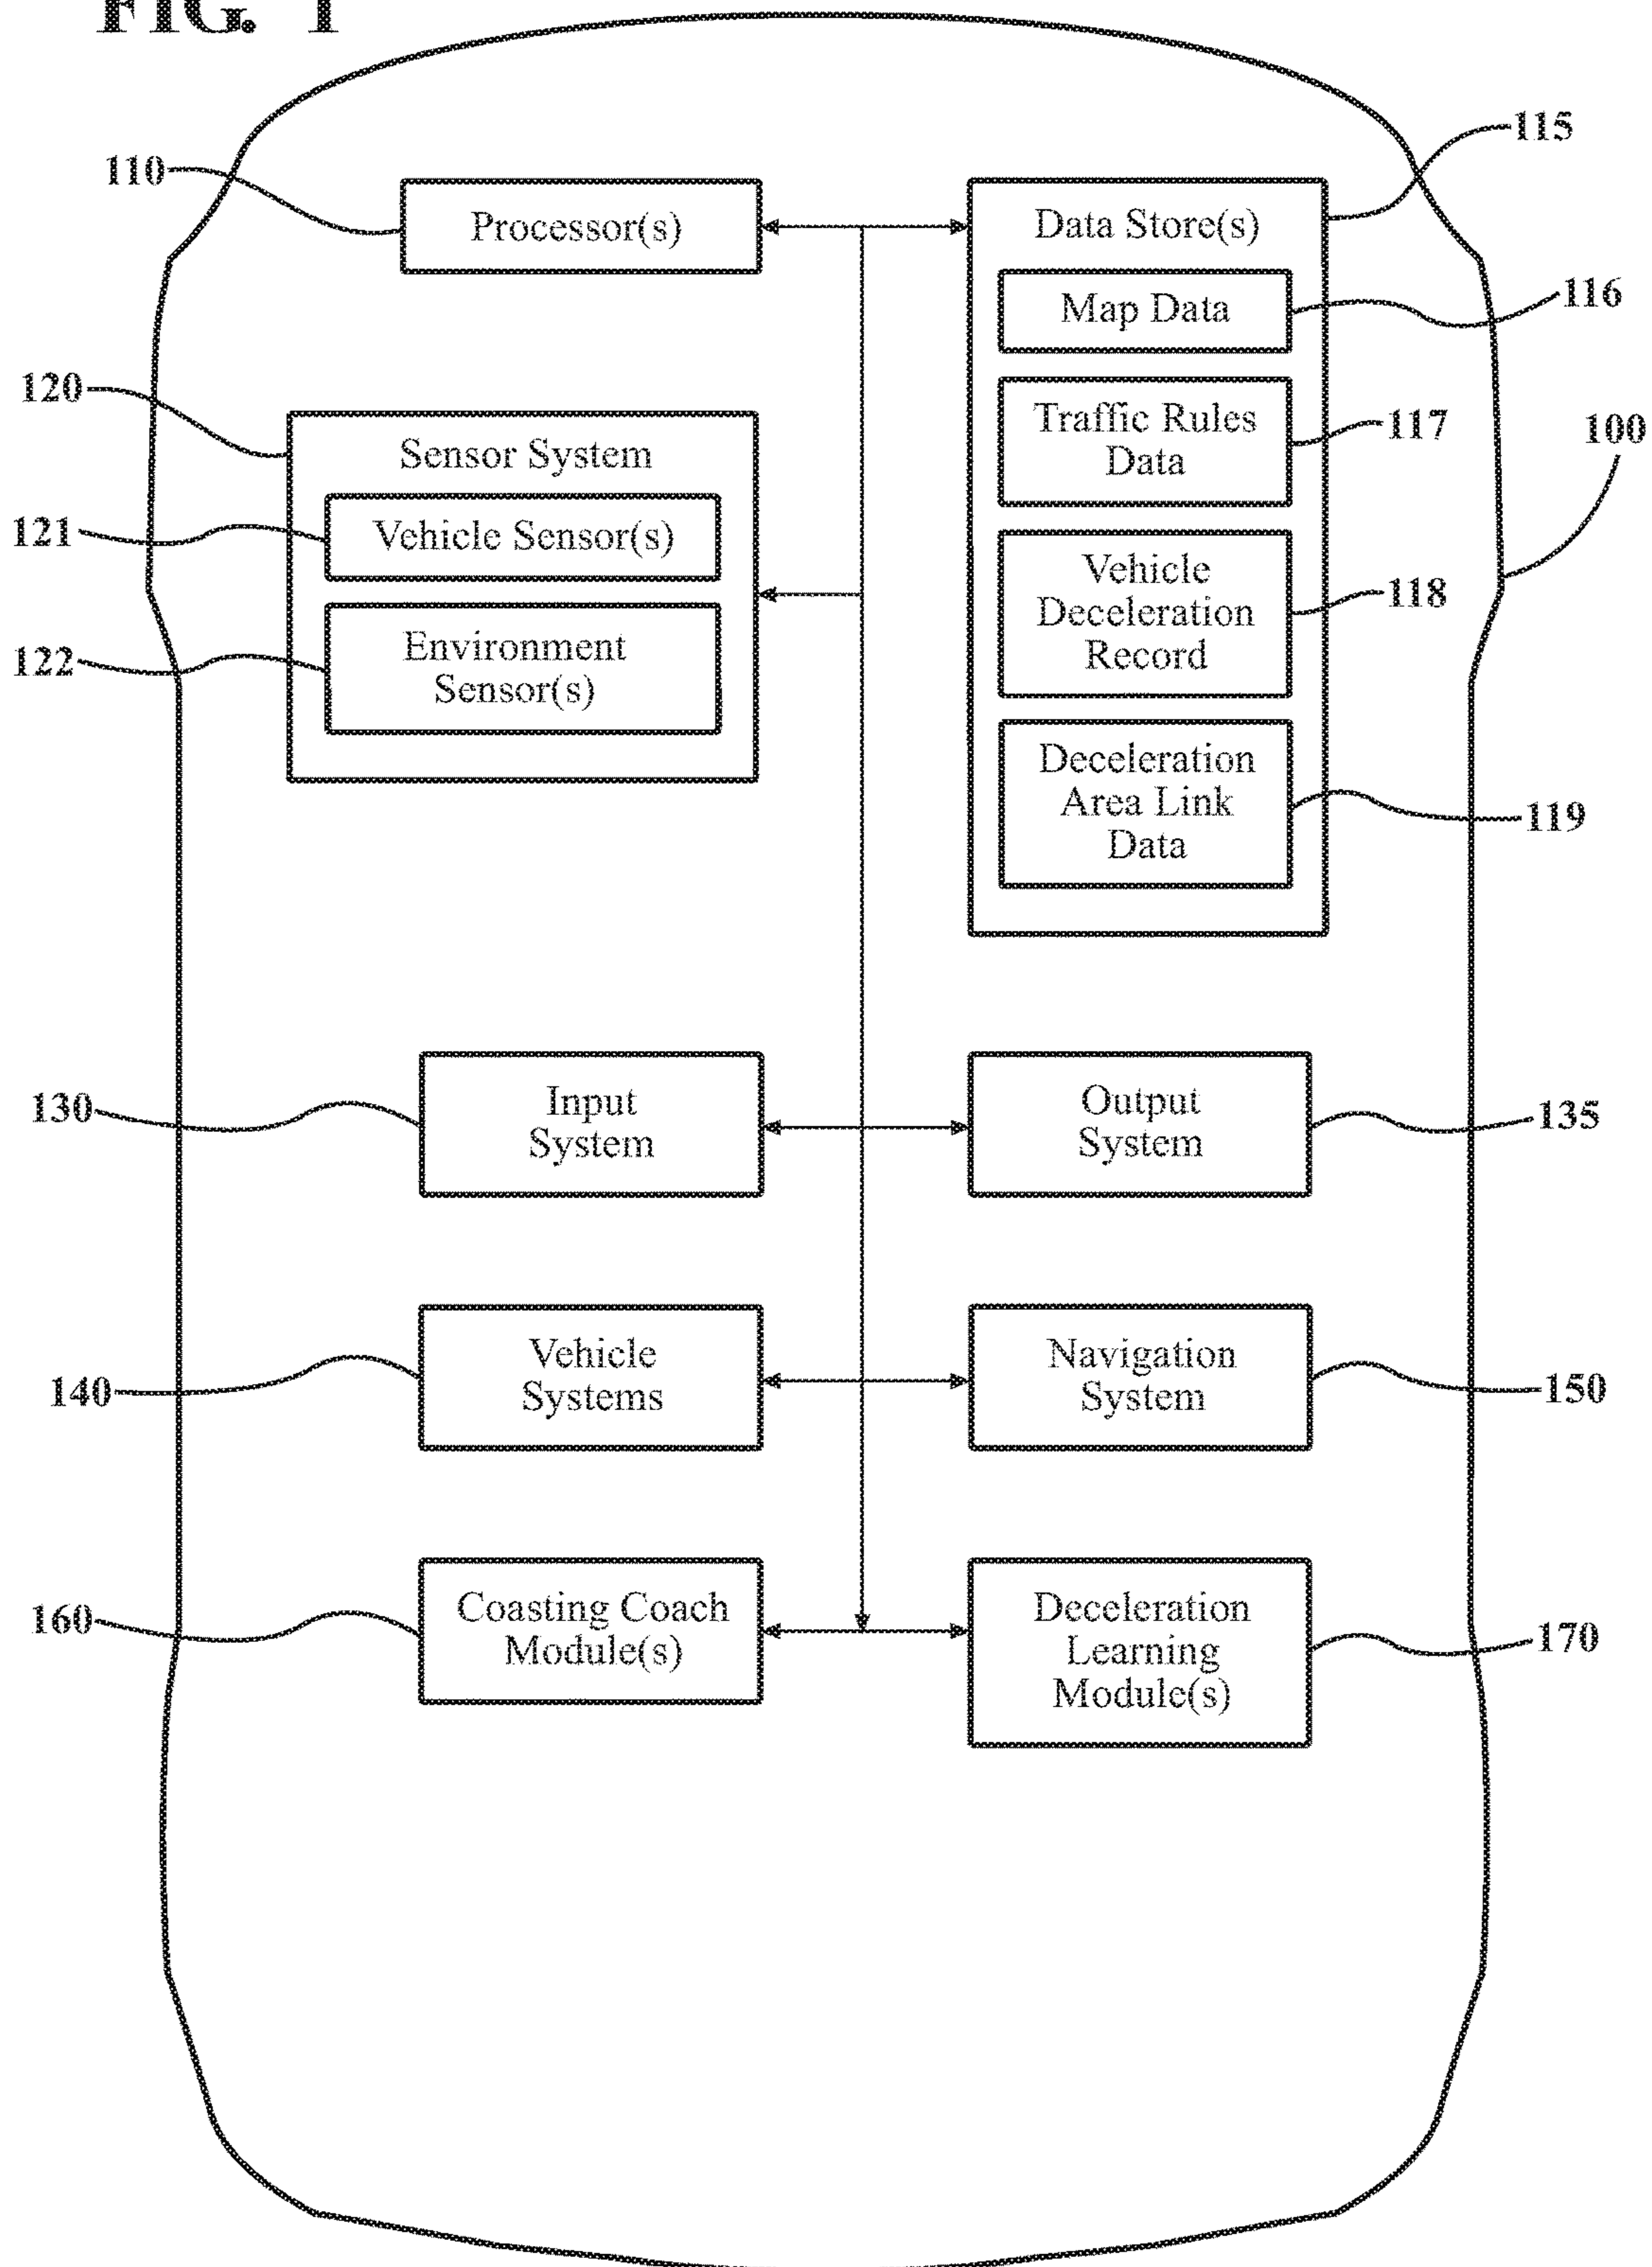 FIG. 1
115
110
Processor(s)
Data Store(s)
Map Data
116
120
Sensor System
Traffic Rules
Data
117
100
121
Vehicle Sensor(s)
Vehicle
Deceleration
Record
118
122
Environment
Sensor(s)
Deceleration
Area Link
Data
119
130
Input
System
Output
System
135
140
Vehicle
Systems
Navigation
System
150
160
Coasting Coach
Module(s)
Deceleration
Learning
Module(s)
170